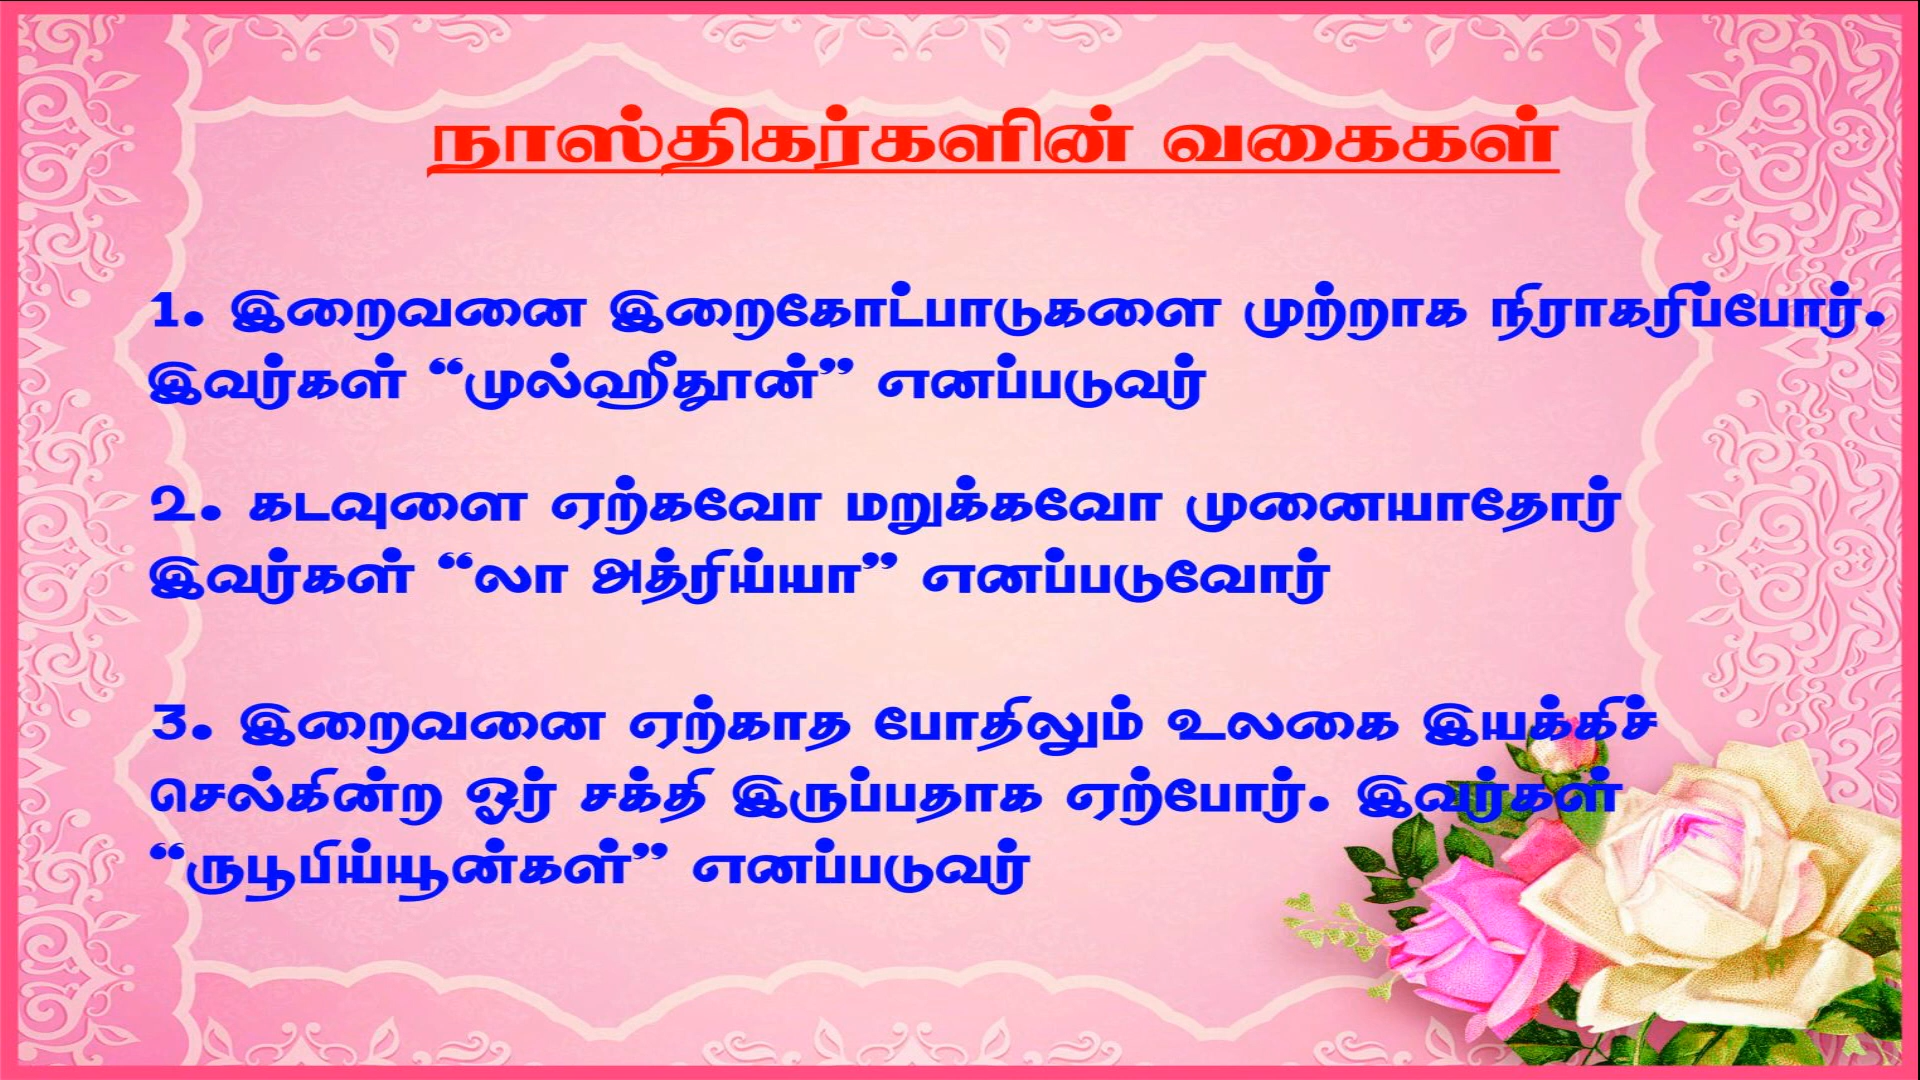 நாஸ்திகர்களின் வகைகள்
1. இறைவனை இறைகோட்பாடுகளை முற்றாக நிராகரிப்போர்.
இவர்கள் “முல்ஹீதூன்” எனப்படுவர்
2. கடவுளை ஏற்கவோ மறுக்கவோ முனையாதோர்
இவர்கள் “லா அத்ரிய்யா” எனப்படுவோர்
3. இறைவனை ஏற்காத போதிலும் உலகை இயக்கிச்
செல்கின்ற ஓர் சக்தி இருப்பதாக ஏற்போர். இவர்கள்
“ருபூபிய்யூன்கள்” எனப்படுவர்